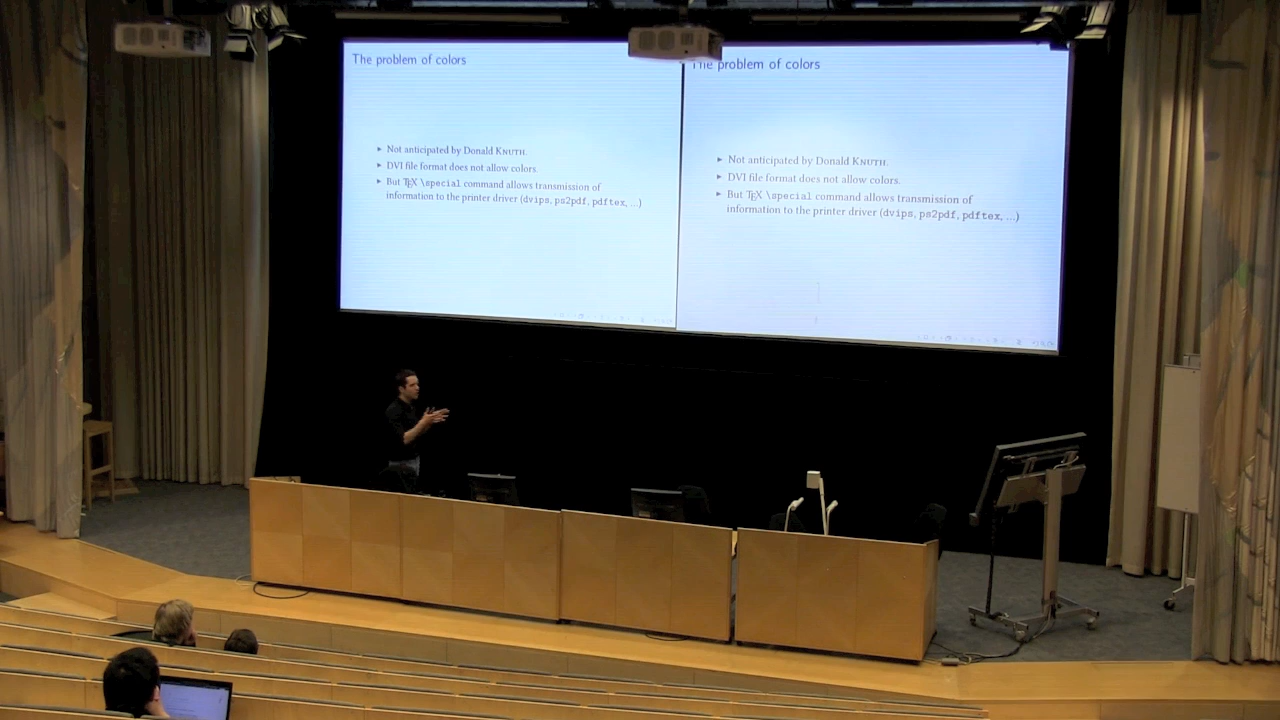 The problem of colors
▶ Not anticipated by Donald KNUTH.
▶ DVI file format does not allow colors.
▶ But TEX \special command allows transmission of
information to the printer driver (dvips, ps2pdf, pdftex, ...)
The problem of colors
▶ Not anticipated by Donald KNUTH.
▶ DVI file format does not allow colors.
▶ But TEX \special command allows transmission of
information to the printer driver (dvips, ps2pdf, pdftex, ...)